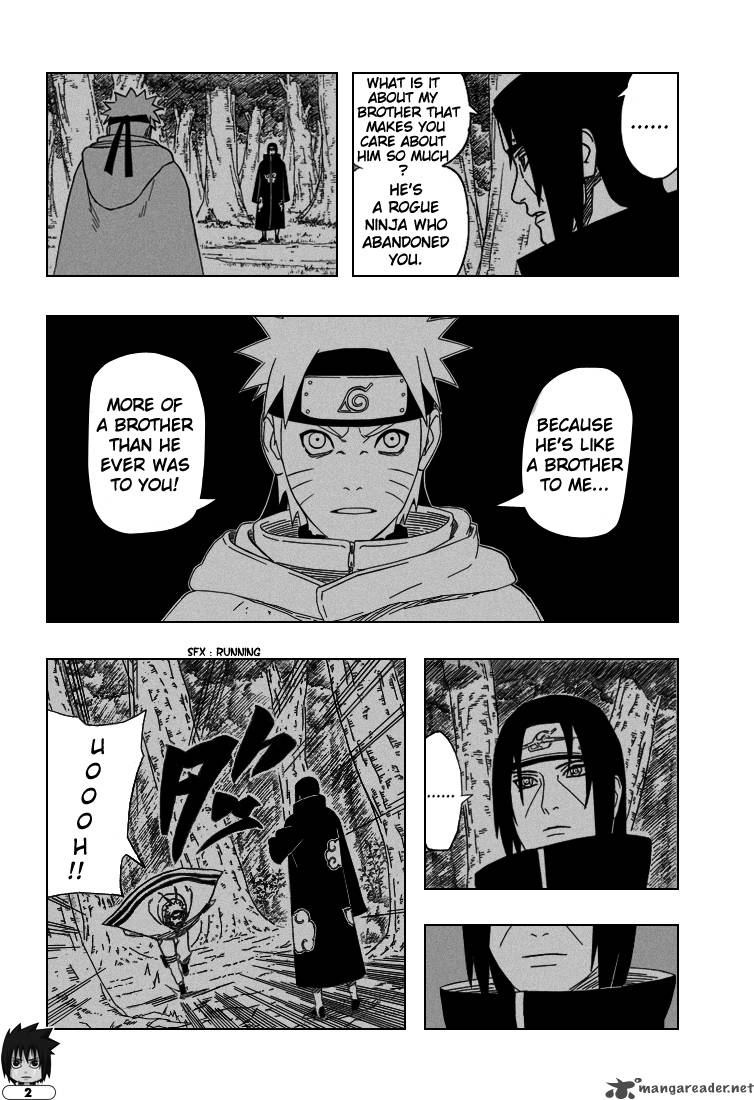 ......
WHAT IS IT
ABOUT MY
BROTHER THAT
MAKES YOU
CARE ABOUT
HIM SO MUCH
?
HE'S
A ROGUE
NINJA WHO
ABANDONED
YOU.
BECAUSE
HE'S LIKE
A BROTHER
TO ME...
MORE OF
A BROTHER
THAN HE
EVER WAS
TO YOU!
......
SFX : RUNNING
ダッ
UOOOH!!
2
mangareader.net